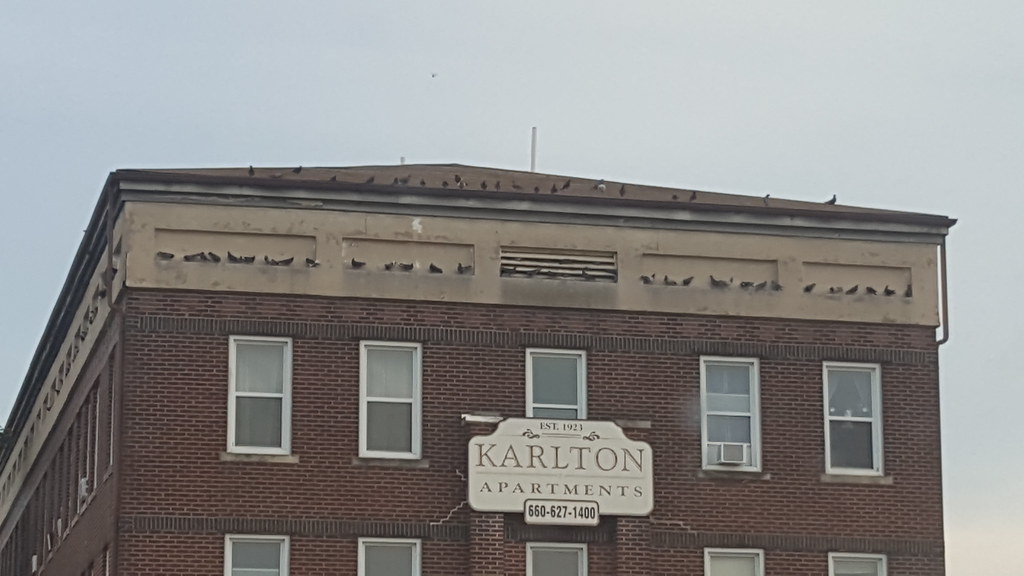 EST. 1923
KARLTON
APARTMENTS
660-627-1400